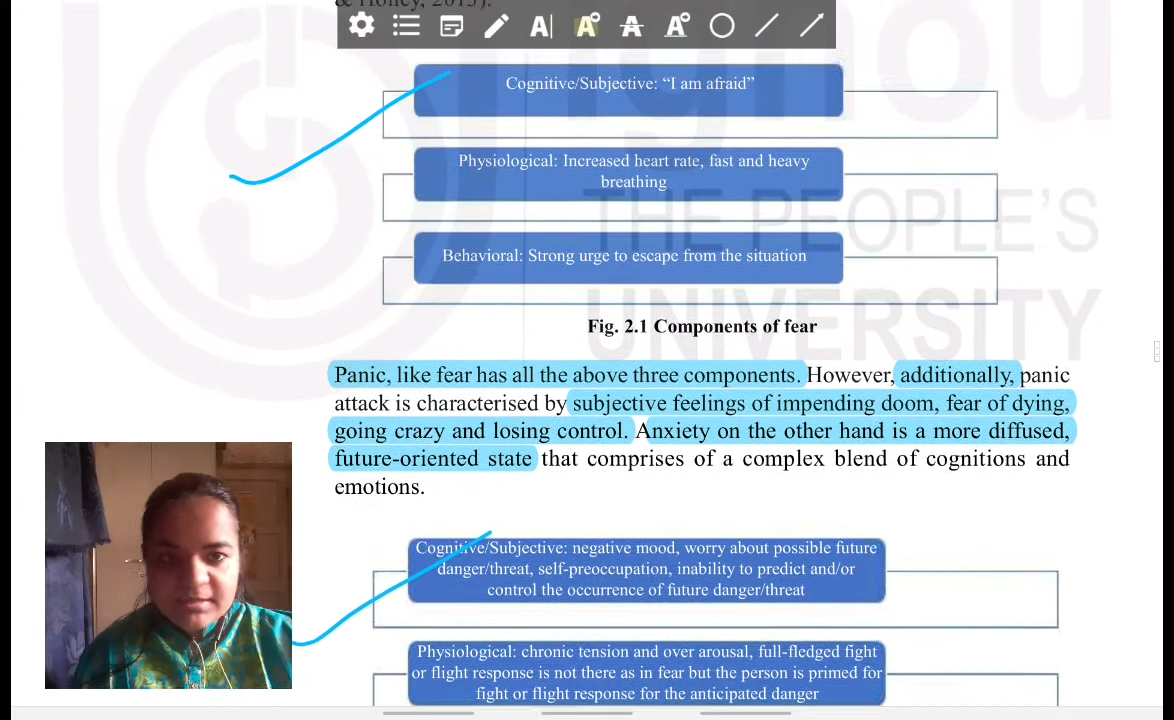 & Holley, 2015).
A A A A
Cognitive/Subjective: “I am afraid”
Physiological: Increased heart rate, fast and heavy
breathing
Behavioral: Strong urge to escape from the situation
Fig. 2.1 Components of fear
Panic, like fear has all the above three components. However, additionally, panic
attack is characterised by subjective feelings of impending doom, fear of dying,
going crazy and losing control. Anxiety on the other hand is a more diffused,
future-oriented state that comprises of a complex blend of cognitions and
emotions.
Cognitive/Subjective: negative mood, worry about possible future
danger/threat, self-preoccupation, inability to predict and/or
control the occurrence of future danger/threat
Physiological: chronic tension and over arousal, full-fledged fight
or flight response is not there as in fear but the person is primed for
fight or flight response for the anticipated danger
ignou
THE PEOPLE'S
UNIVERSITY